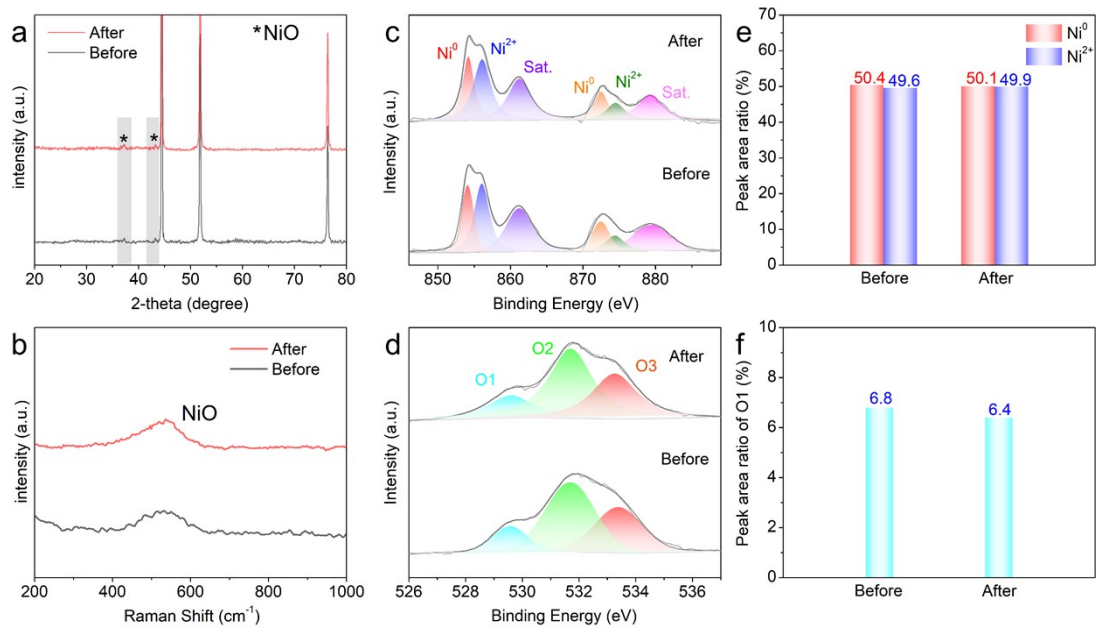 a
After
Before
*NiO
*
*
intensity (a.u.)
20 30 40 50 60 70 80
2-theta (degree)
b
After
Before
NiO
intensity (a.u.)
200 400 600 800 1000
Raman Shift (cm⁻¹)
c
After
Ni⁰
Ni²⁺
Sat.
Ni⁰
Ni²⁺
Sat.
Before
Intensity (a.u.)
850 860 870 880
Binding Energy (eV)
d
After
O1
O2
O3
Before
Intensity (a.u.)
526 528 530 532 534 536
Binding Energy (eV)
e
Ni⁰
Ni²⁺
50.4
49.6
50.1
49.9
Peak area ratio (%)
70
60
50
40
30
20
10
0
Before After
f
6.8
6.4
Peak area ratio of O1 (%)
10
8
6
4
2
0
Before After